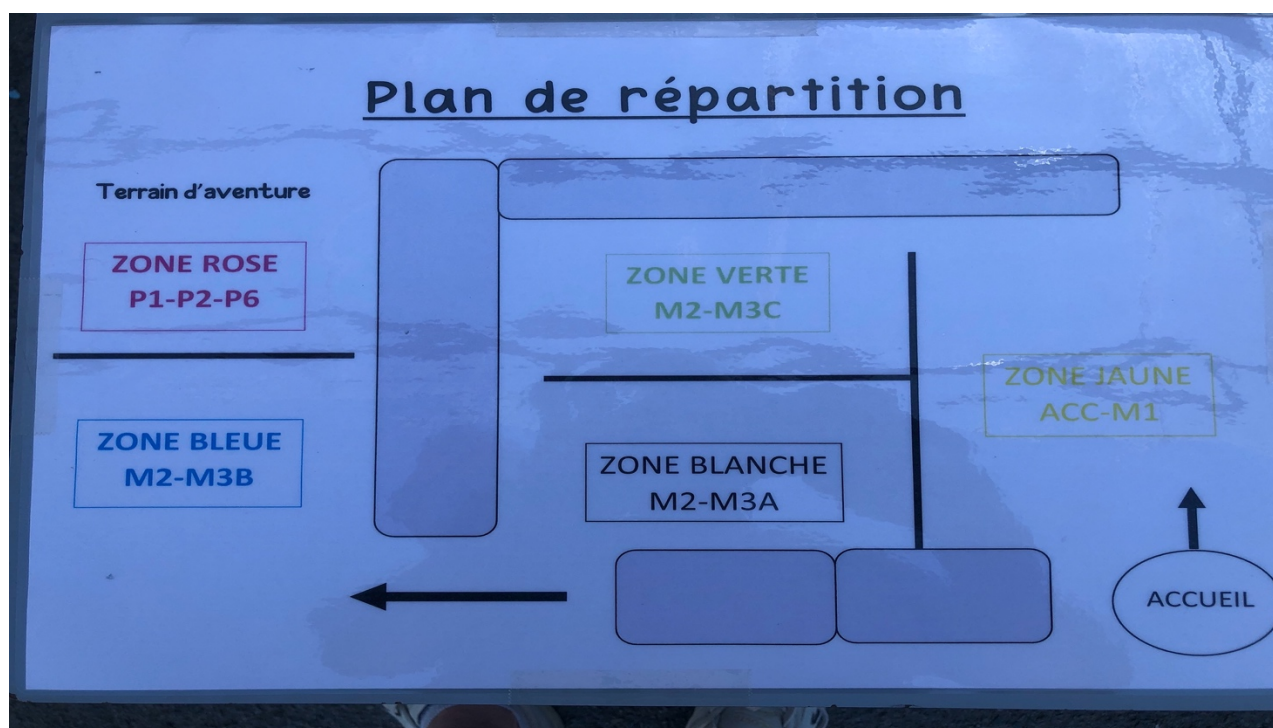 Plan de répartition
Terrain d'aventure
ZONE ROSE
P1-P2-P6
ZONE VERTE
M2-M3C
ZONE JAUNE
ACC-M1
ZONE BLEUE
M2-M3B
ZONE BLANCHE
M2-M3A
ACCUEIL